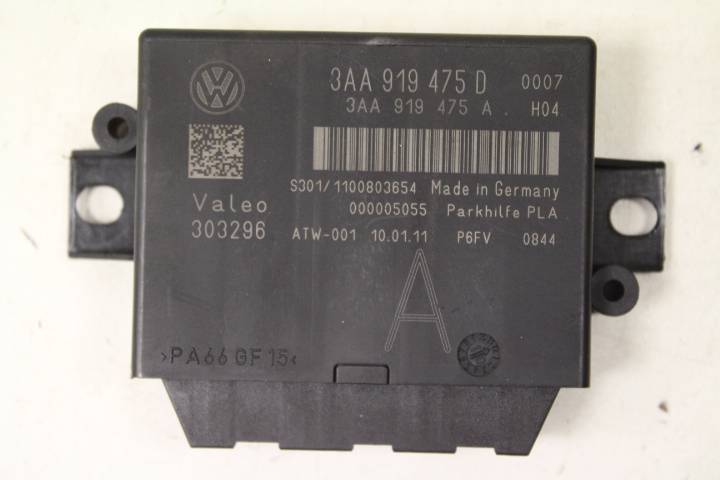 3AA 919 475 D 0007
3AA 919 475 A. H04
S301/1100803654 Made in Germany
Valeo 000005055 Parkhilfe PLA
303296 ATW-001 10.01.11 P6FV 0844
A
>PA66 GF15<